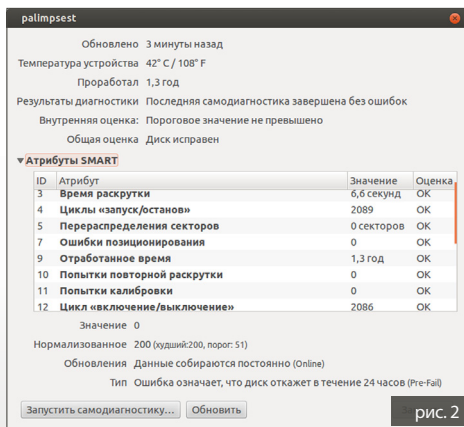 palimpsest
Обновлено 3 минуты назад
Температура устройства 42° C / 108° F
Проработал 1,3 год
Результаты диагностики Последняя самодиагностика завершена без ошибок
Внутренняя оценка: Пороговое значение не превышено
Общая оценка Диск исправен
Атрибуты SMART
ID Атрибут Значение Оценка
3 Время раскрутки 6,6 секунд OK
4 Циклы «запуск/останов» 2089 OK
5 Перераспределения секторов 0 секторов OK
7 Ошибки позиционирования 0 OK
9 Отработанное время 1,3 год OK
10 Попытки повторной раскрутки 0 OK
11 Попытки калибровки 0 OK
12 Цикл «включение/выключение» 2086 OK
Значение 0
Нормализованное 200 (худший:200, порог: 51)
Обновления Данные собираются постоянно (Online)
Тип Ошибка означает, что диск откажет в течение 24 часов (Pre-Fail)
Запустить самодиагностику... Обновить
рис. 2